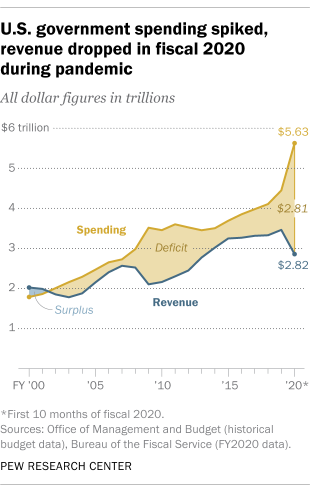 U.S. government spending spiked,
revenue dropped in fiscal 2020
during pandemic
All dollar figures in trillions
$6 trillion
$5.63
5
4
$2.81
Spending
3
Deficit
$2.82
2
Surplus
Revenue
1
FY '00 '05 '10 '15 '20*
*First 10 months of fiscal 2020.
Sources: Office of Management and Budget (historical
budget data), Bureau of the Fiscal Service (FY2020 data).
PEW RESEARCH CENTER